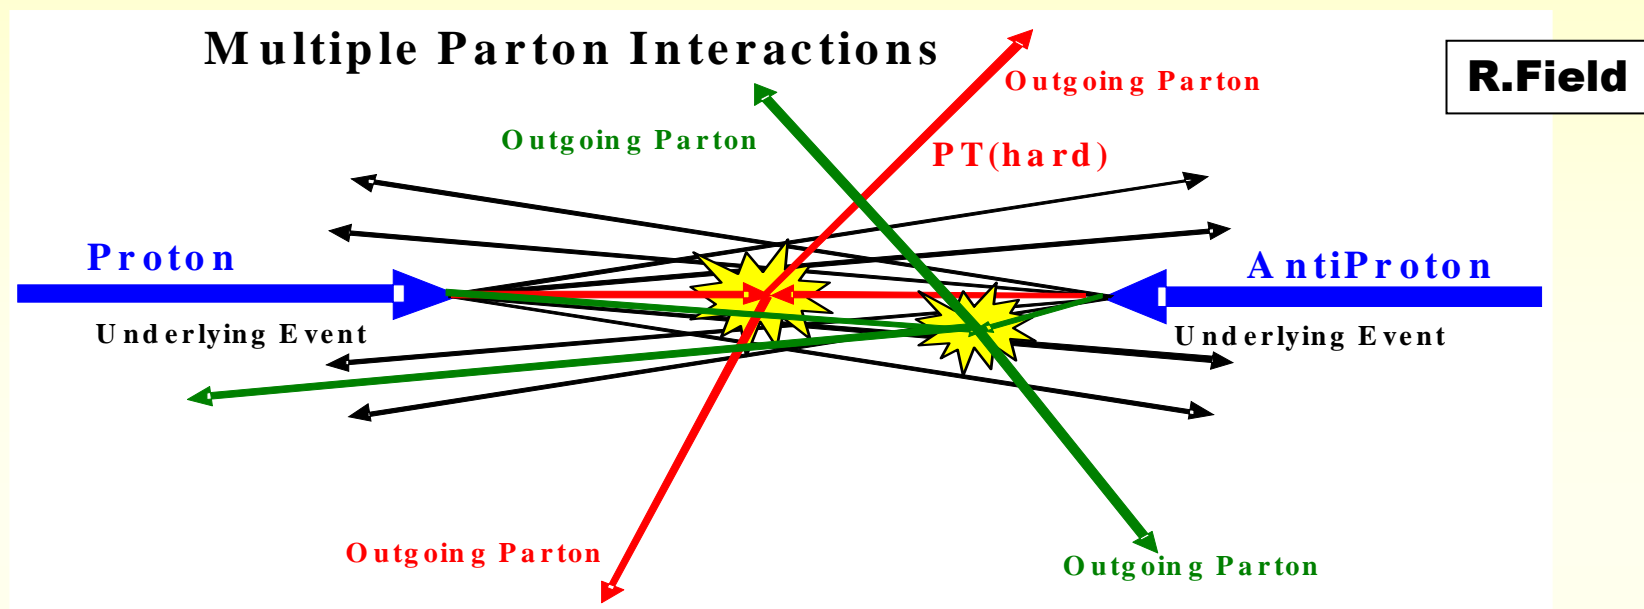 Multiple Parton Interactions
R.Field
Outgoing Parton
Outgoing Parton
PT(hard)
Proton
AntiProton
Underlying Event
Underlying Event
Outgoing Parton
Outgoing Parton